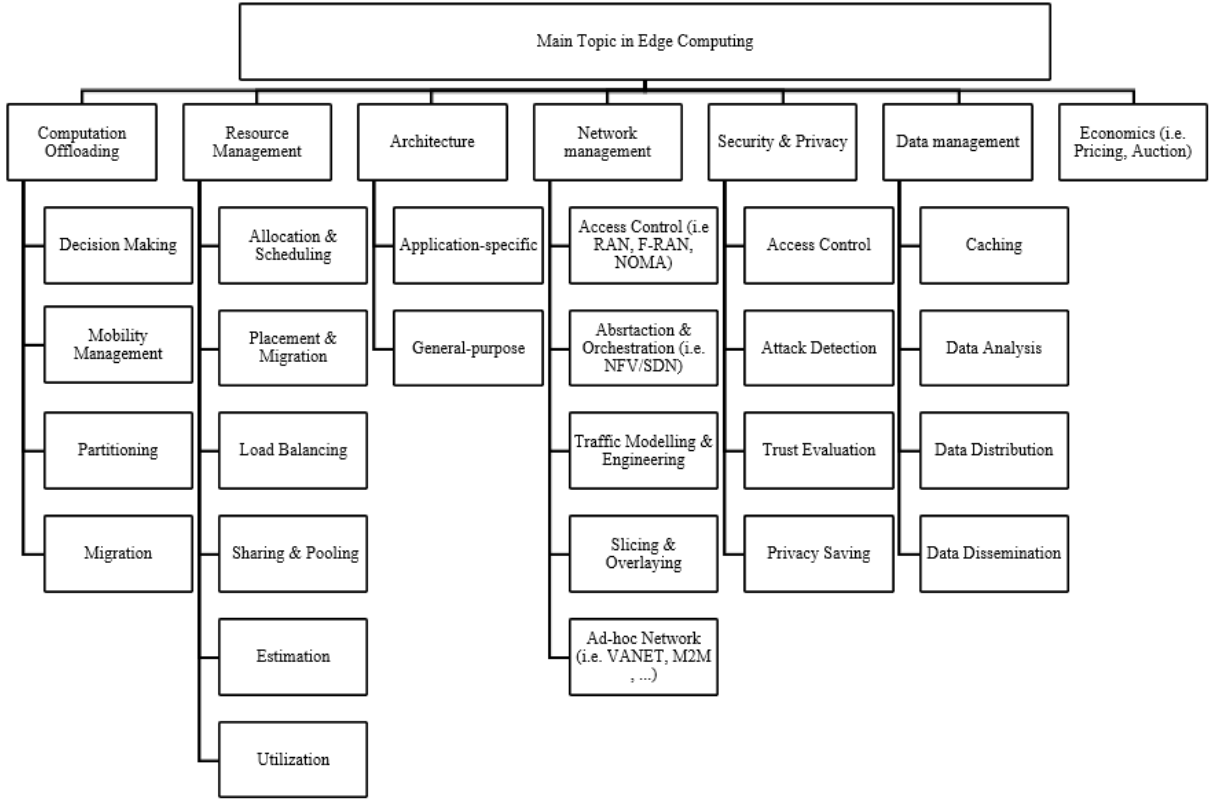 Main Topic in Edge Computing
Computation
Offloading
Resource
Management
Architecture
Network
management
Security & Privacy
Data management
Economics (i.e.
Pricing, Auction)
Decision Making
Mobility
Management
Partitioning
Migration
Allocation &
Scheduling
Placement &
Migration
Load Balancing
Sharing & Pooling
Estimation
Utilization
Application-specific
General-purpose
Access Control (i.e
RAN, F-RAN,
NOMA)
Absrtaction &
Orchestration (i.e.
NFV/SDN)
Traffic Modelling &
Engineering
Slicing &
Overlaying
Ad-hoc Network
(i.e. VANET, M2M
, ...)
Access Control
Attack Detection
Trust Evaluation
Privacy Saving
Caching
Data Analysis
Data Distribution
Data Dissemination